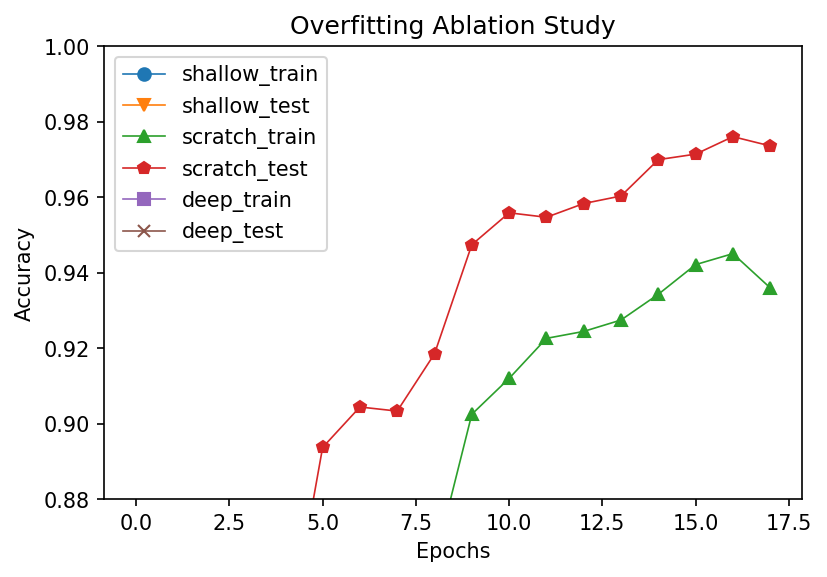 Overfitting Ablation Study
1.00
0.98
0.96
0.94
0.92
0.90
0.88
Accuracy
shallow_train
shallow_test
scratch_train
scratch_test
deep_train
deep_test
0.0 2.5 5.0 7.5 10.0 12.5 15.0 17.5
Epochs